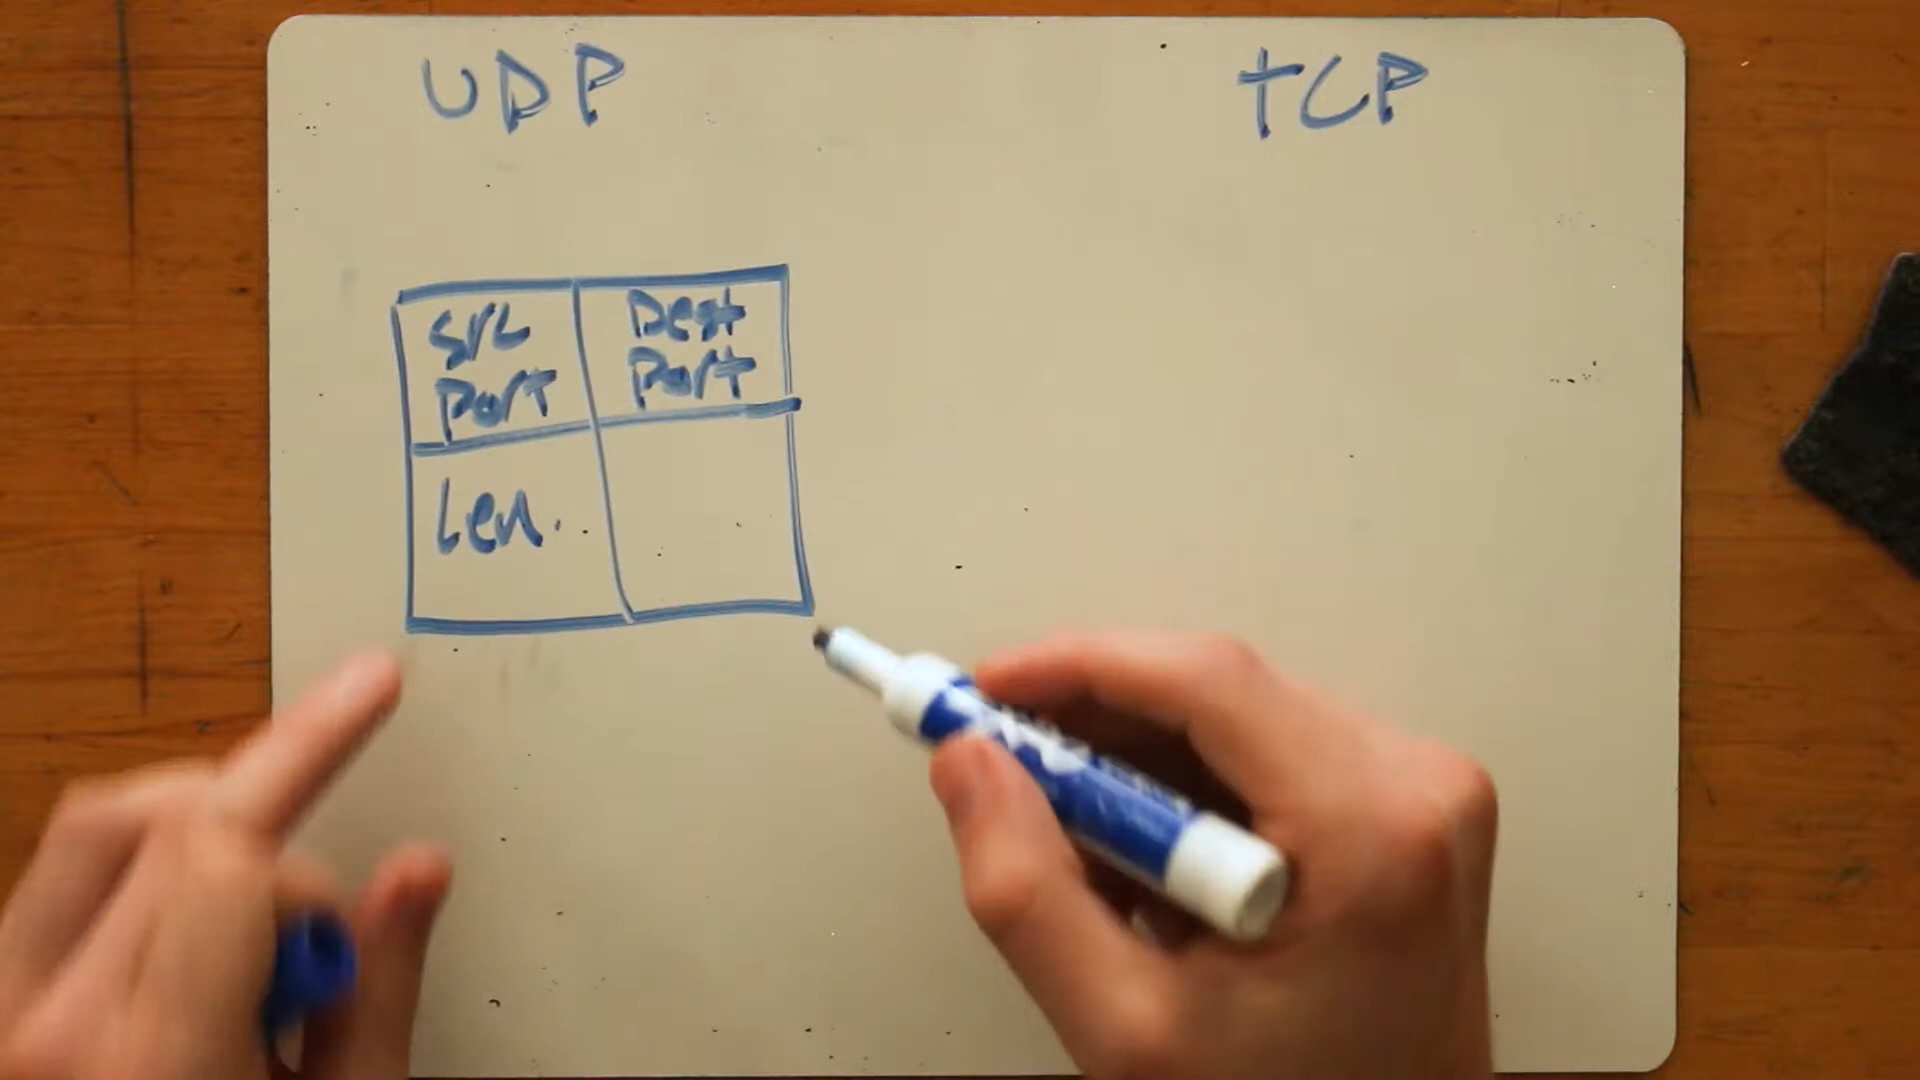 UDP
TCP
Src
Port
Dest
Port
Len.